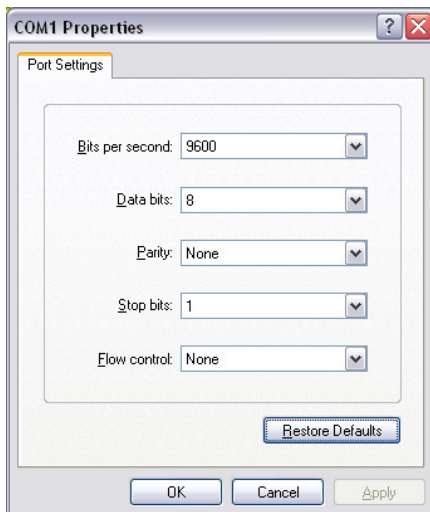 COM1 Properties
Port Settings
Bits per second: 9600
Data bits: 8
Parity: None
Stop bits: 1
Flow control: None
Restore Defaults
OK Cancel Apply